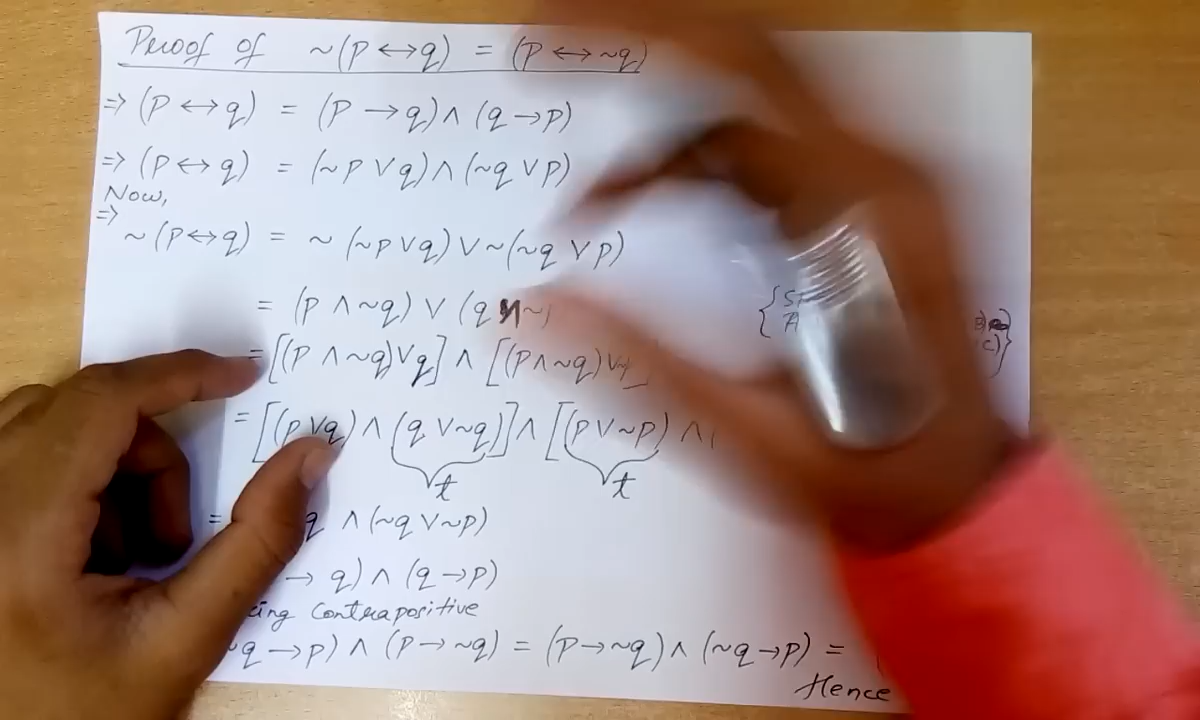 Proof of ~(P ↔ q) = (P ↔ ~q)
⇒ (P ↔ q) = (P → q) ∧ (q → P)
⇒ (P ↔ q) = (~P ∨ q) ∧ (~q ∨ P)
Now,
⇒ ~(P ↔ q) = ~(~P ∨ q) ∨ ~(~q ∨ P)
= (P ∧ ~q) ∨ (q ∧ ~
= [(P ∧ ~q) ∨ q] ∧ [(P ∧ ~q) ∨ ~
= [(P ∨ q) ∧ (q ∨ ~q)] ∧ [(P ∨ ~P) ∧ (
t t
= q ∧ (~q ∨ ~P)
→ q) ∧ (q → P)
Contrapositive
q → P) ∧ (P → ~q) = (P → ~q) ∧ (~q → P) =
Hence